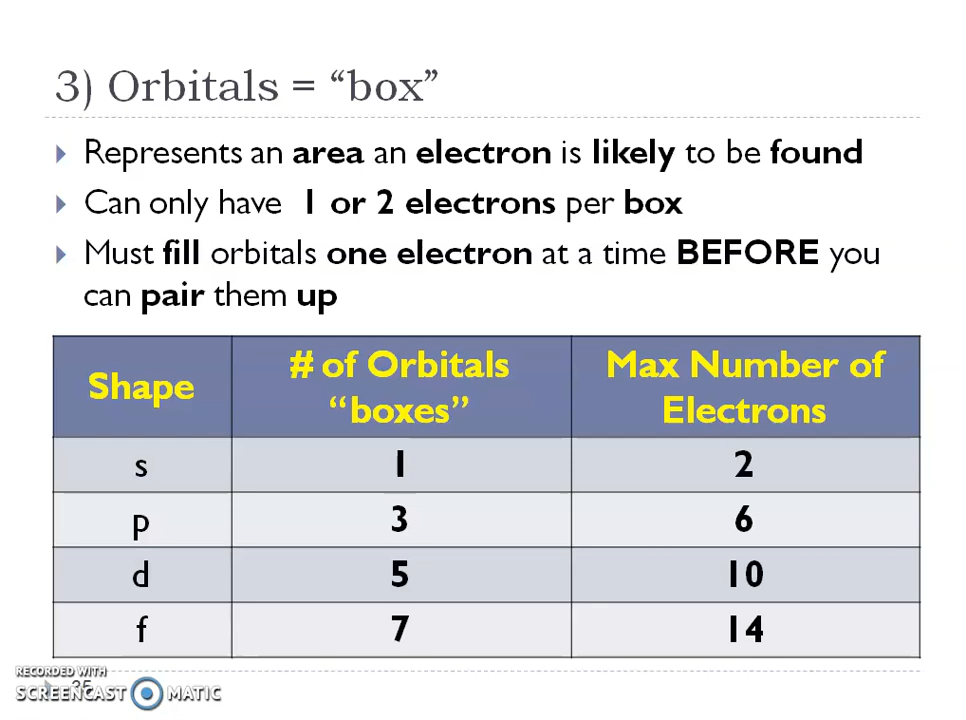 3) Orbitals = “box”
Represents an area an electron is likely to be found
Can only have 1 or 2 electrons per box
Must fill orbitals one electron at a time BEFORE you
can pair them up
Shape # of Orbitals “boxes” Max Number of Electrons
s 1 2
p 3 6
d 5 10
f 7 14
RECORDED WITH
35
SCREENCAST MATIC